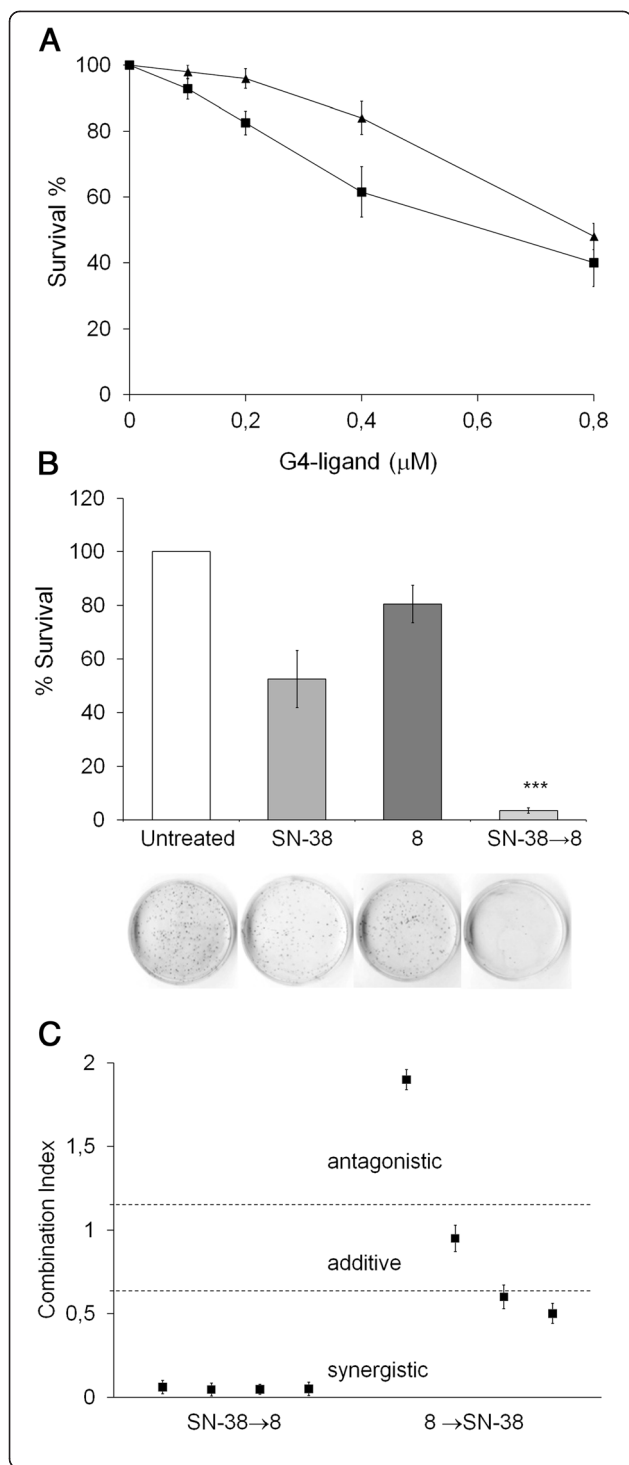 A
100
80
60
40
20
0
Survival %
0 0,2 0,4 0,6 0,8
G4-ligand (μM)
B
120
100
80
60
40
20
0
% Survival
***
Untreated SN-38 8 SN-38→8
C
2
1,5
1
0,5
0
Combination Index
antagonistic
additive
synergistic
SN-38→8 8→SN-38